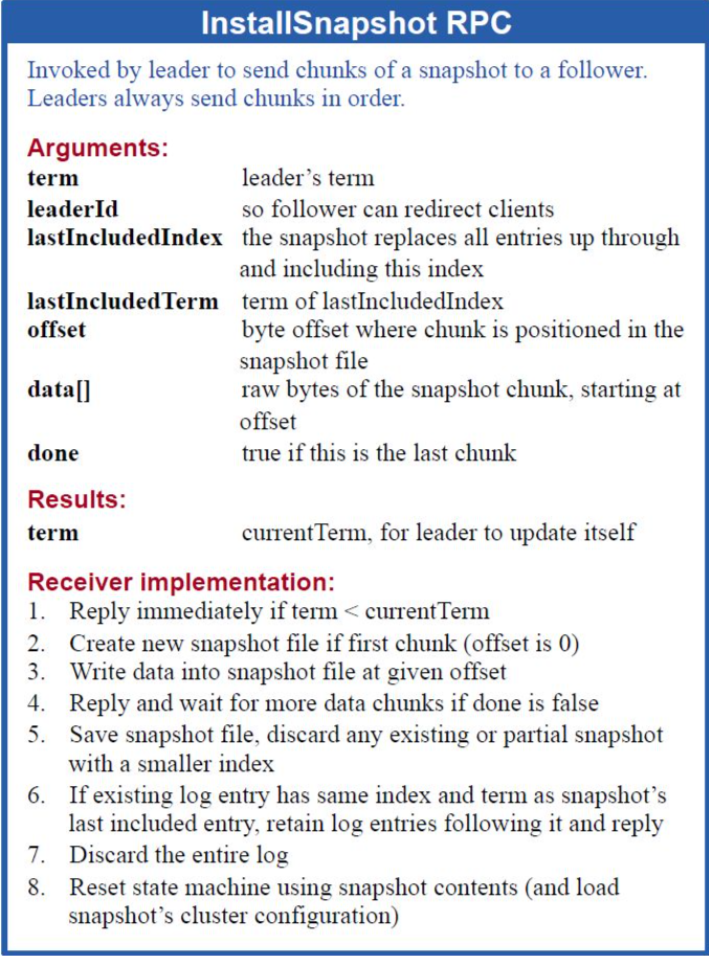 InstallSnapshot RPC
Invoked by leader to send chunks of a snapshot to a follower.
Leaders always send chunks in order.
Arguments:
term leader’s term
leaderId so follower can redirect clients
lastIncludedIndex the snapshot replaces all entries up through
and including this index
lastIncludedTerm term of lastIncludedIndex
offset byte offset where chunk is positioned in the
snapshot file
data[] raw bytes of the snapshot chunk, starting at
offset
done true if this is the last chunk
Results:
term currentTerm, for leader to update itself
Receiver implementation:
1. Reply immediately if term < currentTerm
2. Create new snapshot file if first chunk (offset is 0)
3. Write data into snapshot file at given offset
4. Reply and wait for more data chunks if done is false
5. Save snapshot file, discard any existing or partial snapshot
with a smaller index
6. If existing log entry has same index and term as snapshot’s
last included entry, retain log entries following it and reply
7. Discard the entire log
8. Reset state machine using snapshot contents (and load
snapshot’s cluster configuration)